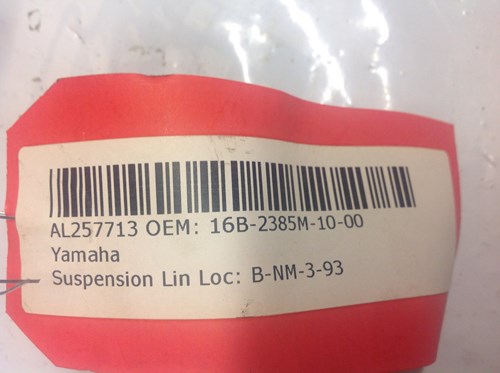 AL257713 OEM: 16B-2385M-10-00
Yamaha
Suspension Lin Loc: B-NM-3-93